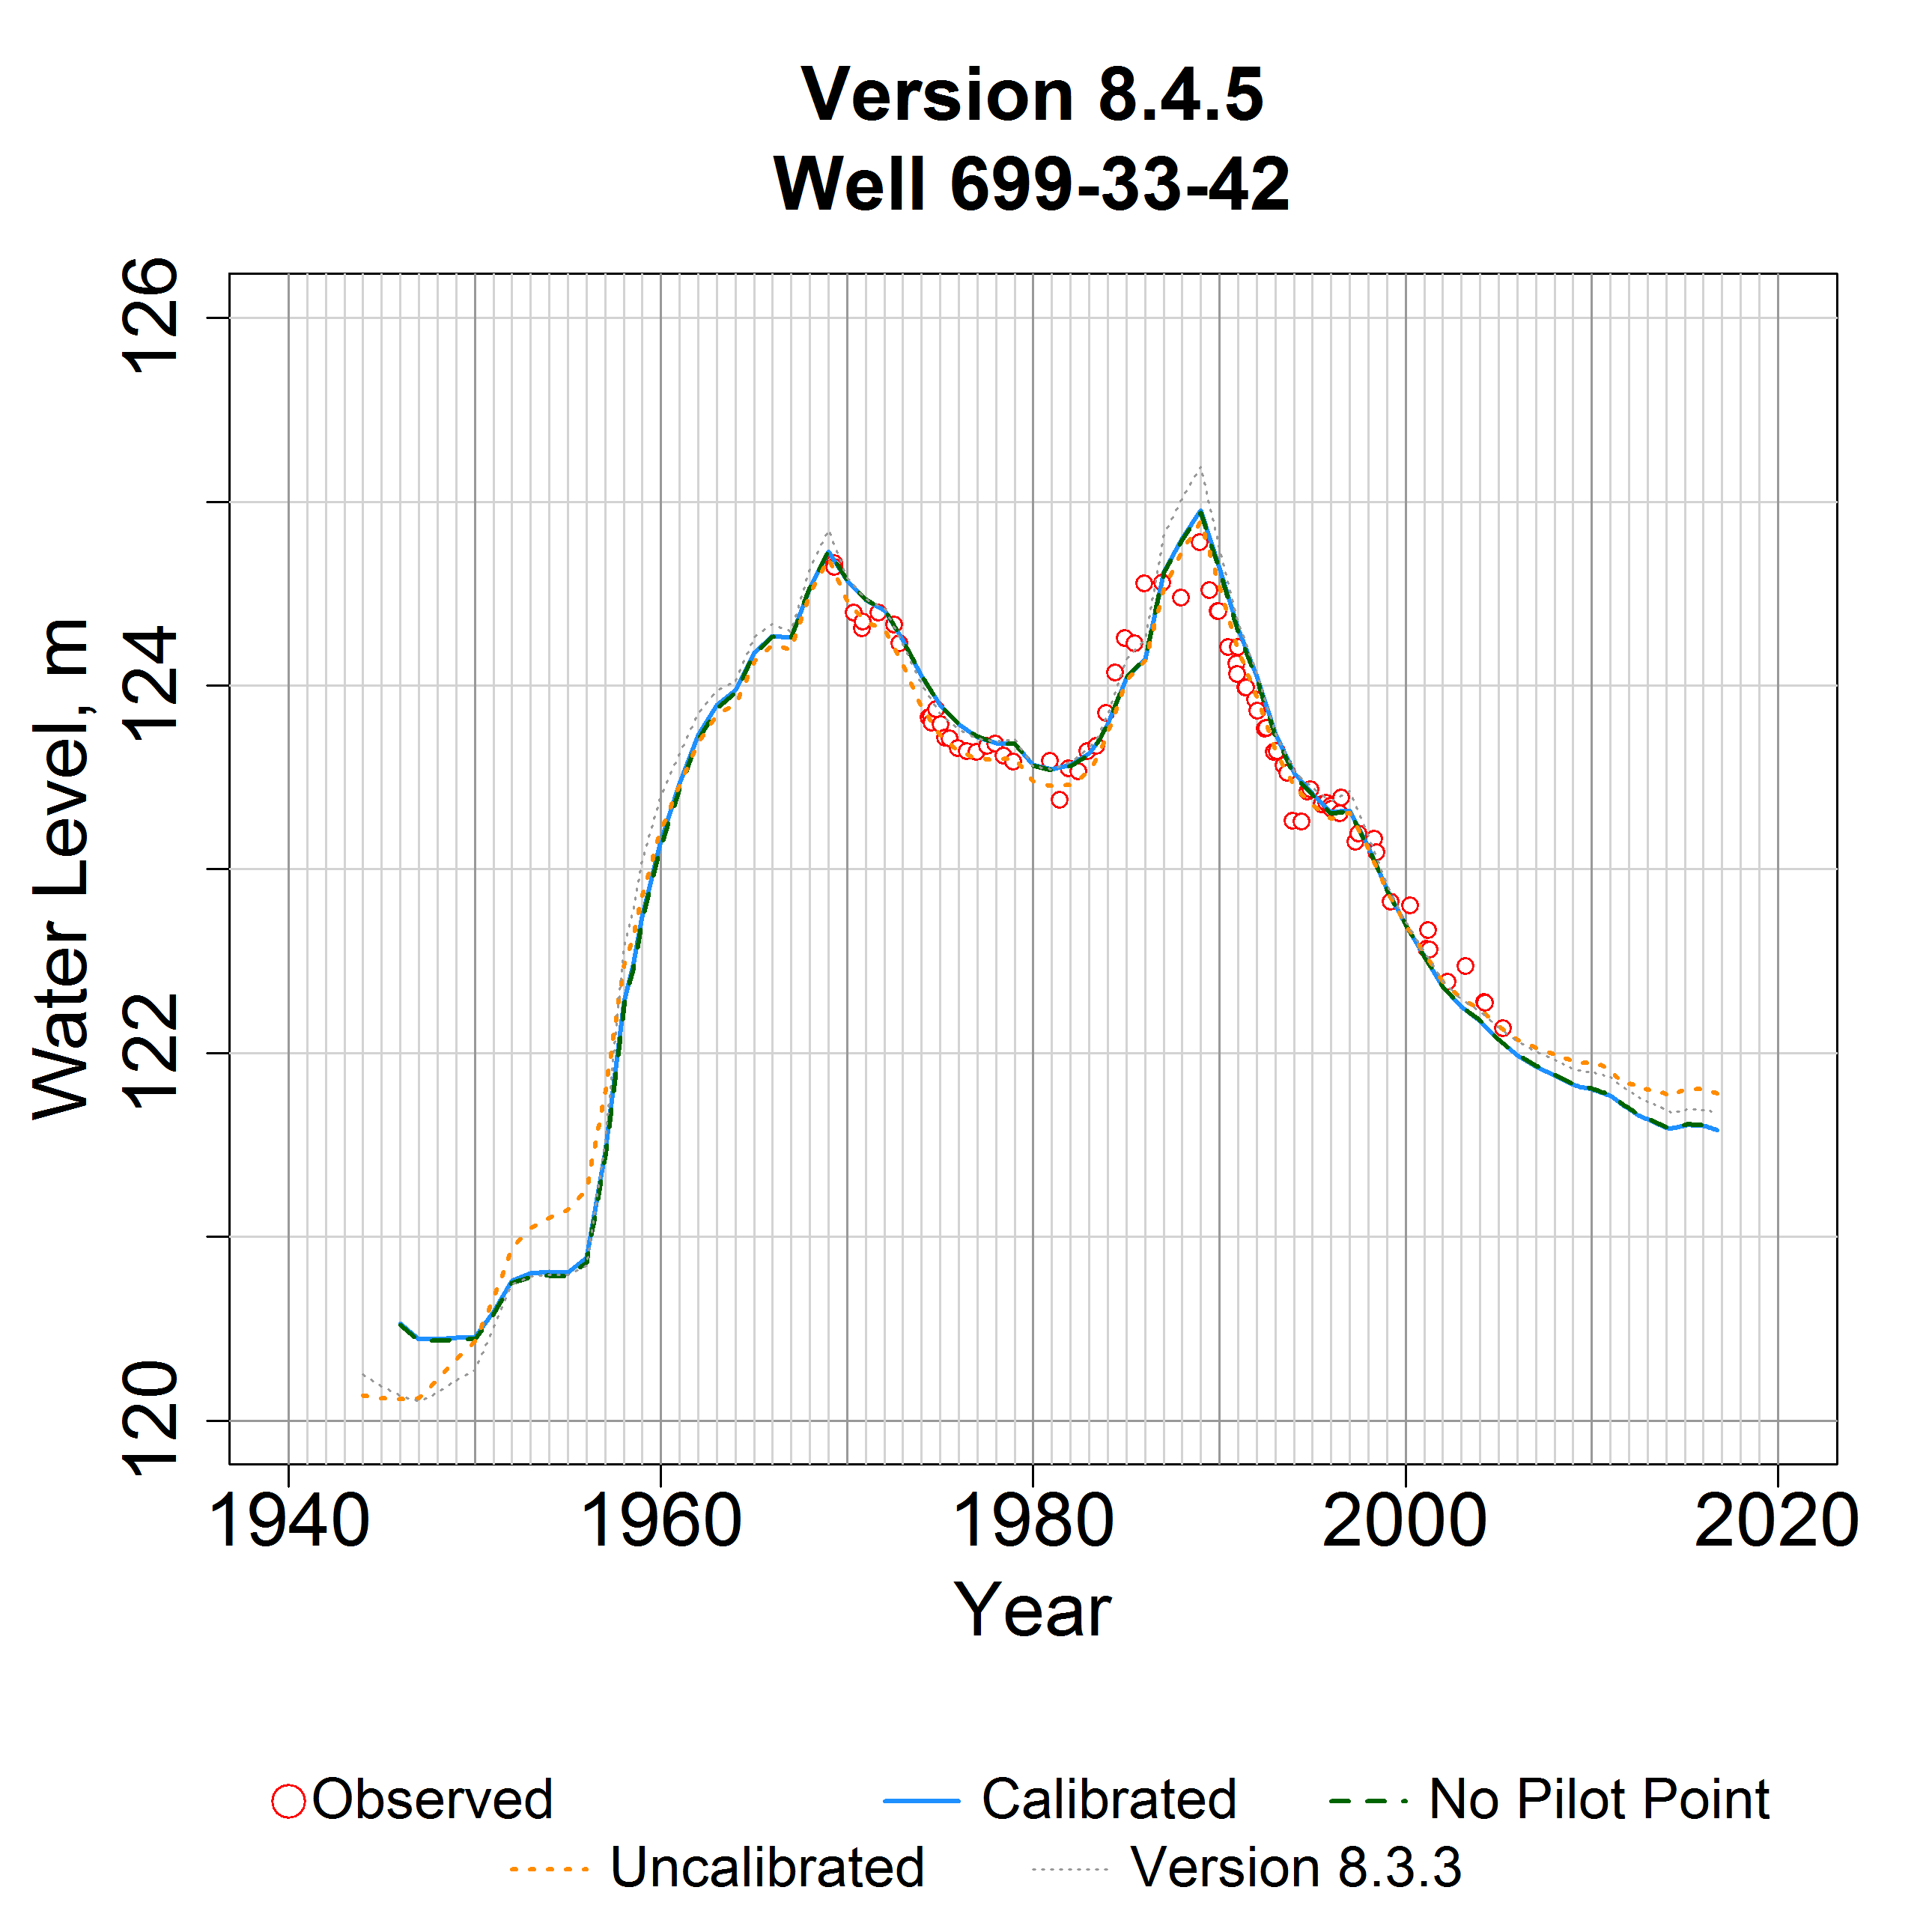 Version 8.4.5
Well 699-33-42
Water Level, m
126
124
122
120
1940 1960 1980 2000 2020
Year
Observed Calibrated No Pilot Point
Uncalibrated Version 8.3.3